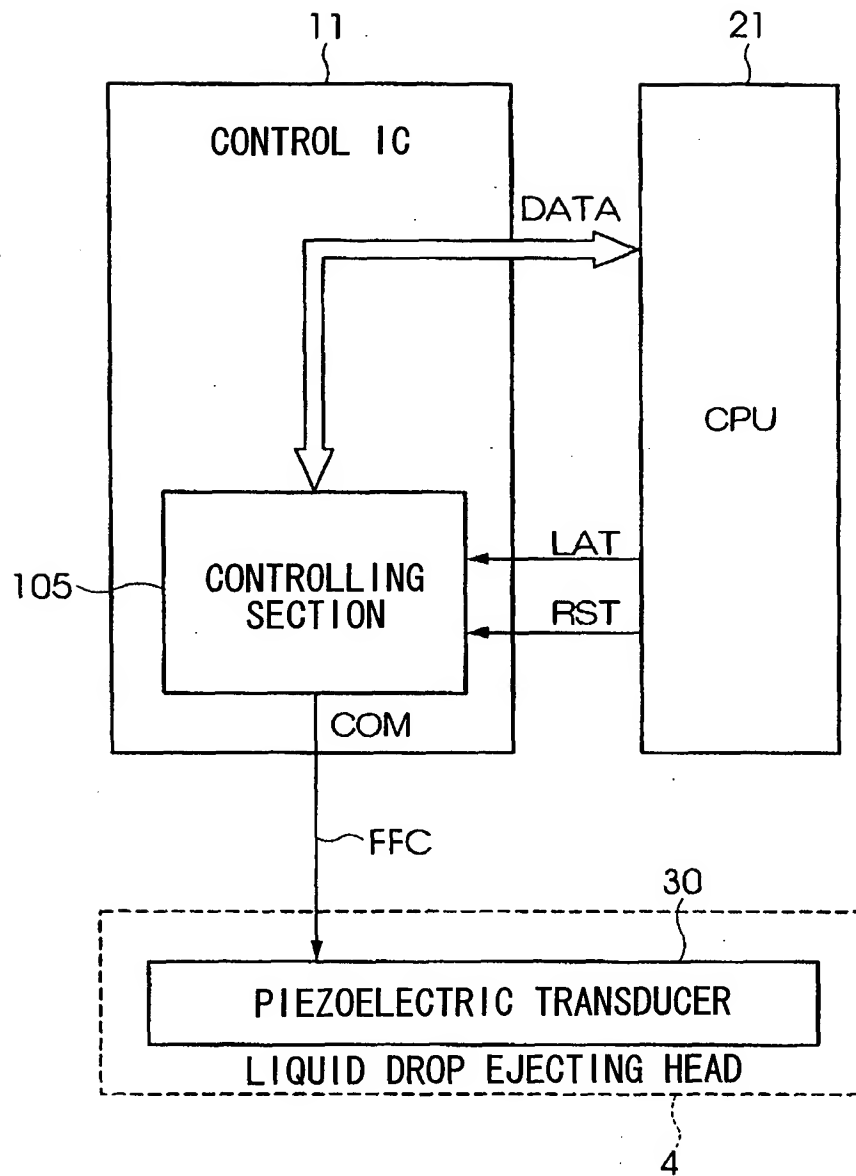 11
21
CONTROL IC
DATA
CPU
LAT
105
CONTROLLING
SECTION
RST
COM
FFC
30
PIEZOELECTRIC TRANSDUCER
LIQUID DROP EJECTING HEAD
4